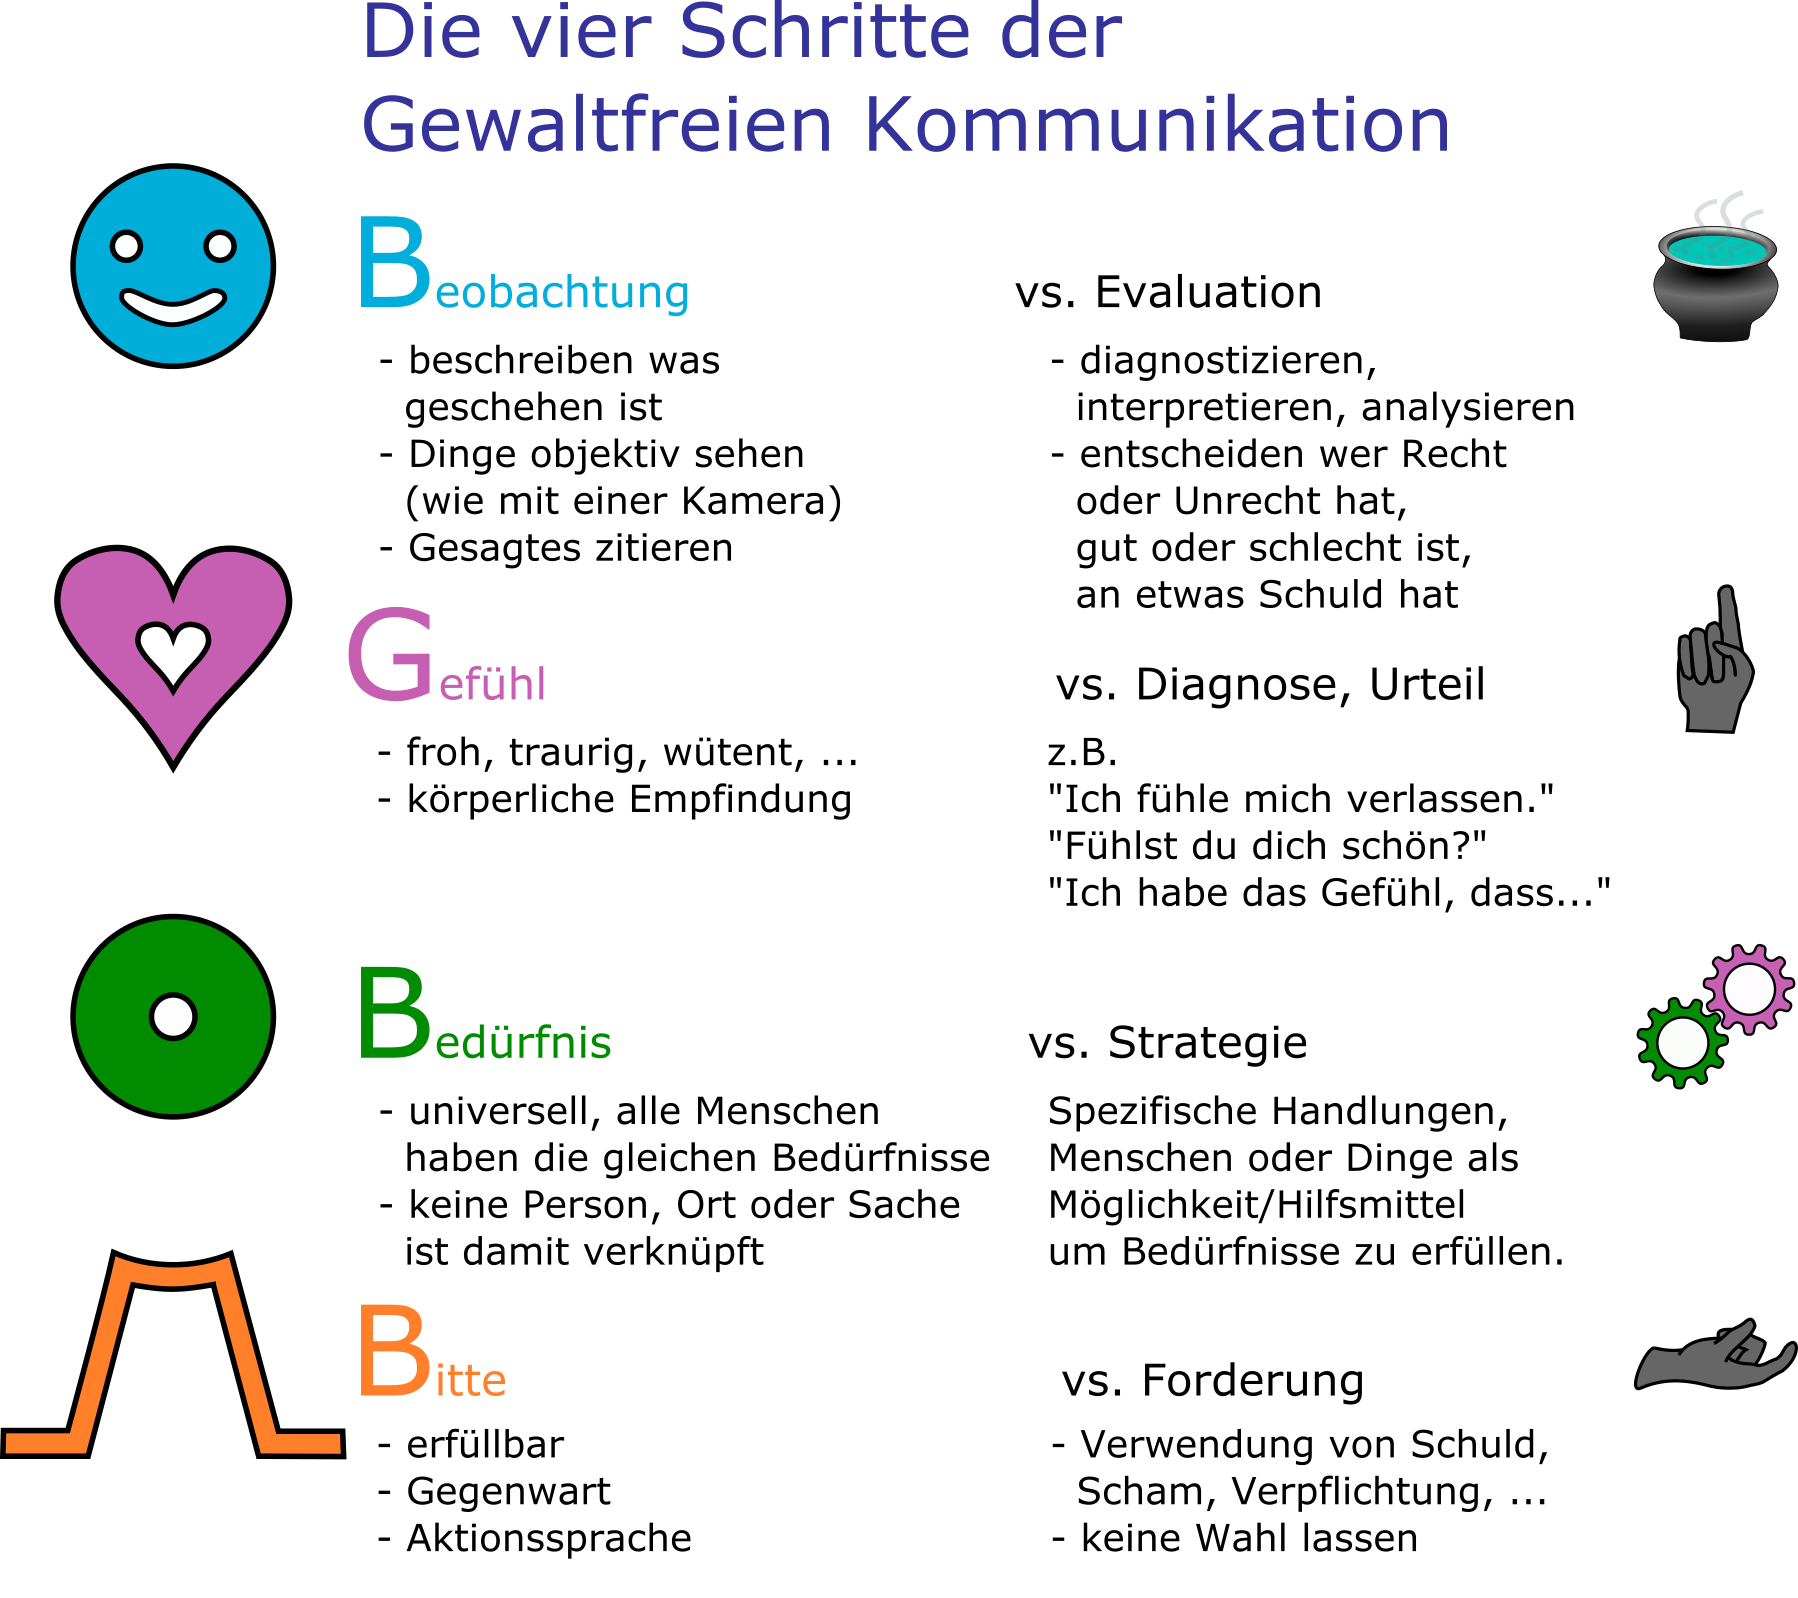 Die vier Schritte der
Gewaltfreien Kommunikation
Beobachtung
- beschreiben was
geschehen ist
- Dinge objektiv sehen
(wie mit einer Kamera)
- Gesagtes zitieren
vs. Evaluation
- diagnostizieren,
interpretieren, analysieren
- entscheiden wer Recht
oder Unrecht hat,
gut oder schlecht ist,
an etwas Schuld hat
Gefühl
- froh, traurig, wütent, ...
- körperliche Empfindung
vs. Diagnose, Urteil
z.B.
"Ich fühle mich verlassen."
"Fühlst du dich schön?"
"Ich habe das Gefühl, dass..."
Bedürfnis
- universell, alle Menschen
haben die gleichen Bedürfnisse
- keine Person, Ort oder Sache
ist damit verknüpft
vs. Strategie
Spezifische Handlungen,
Menschen oder Dinge als
Möglichkeit/Hilfsmittel
um Bedürfnisse zu erfüllen.
Bitte
- erfüllbar
- Gegenwart
- Aktionssprache
vs. Forderung
- Verwendung von Schuld,
Scham, Verpflichtung, ...
- keine Wahl lassen